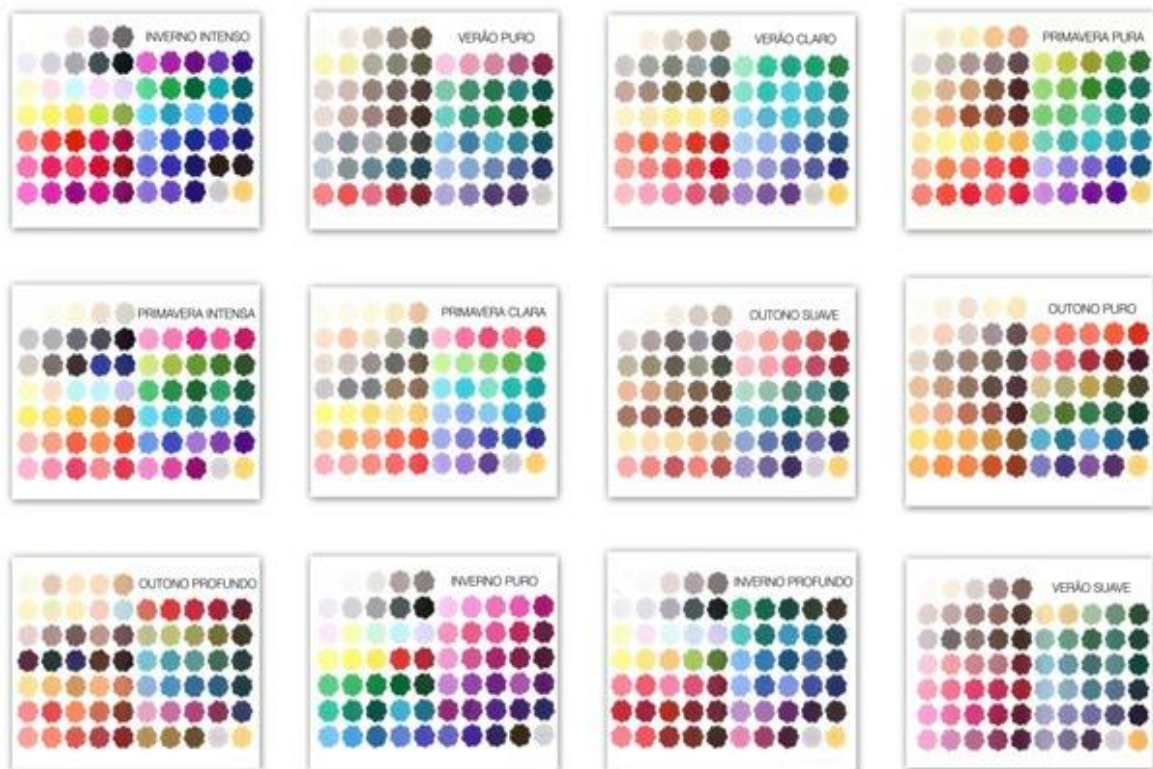 INVERNO INTENSO
VERÃO PURO
VERÃO CLARO
PRIMAVERA PURA
PRIMAVERA INTENSA
PRIMAVERA CLARA
OUTONO SUAVE
OUTONO PURO
OUTONO PROFUNDO
INVERNO PURO
INVERNO PROFUNDO
VERÃO SUAVE